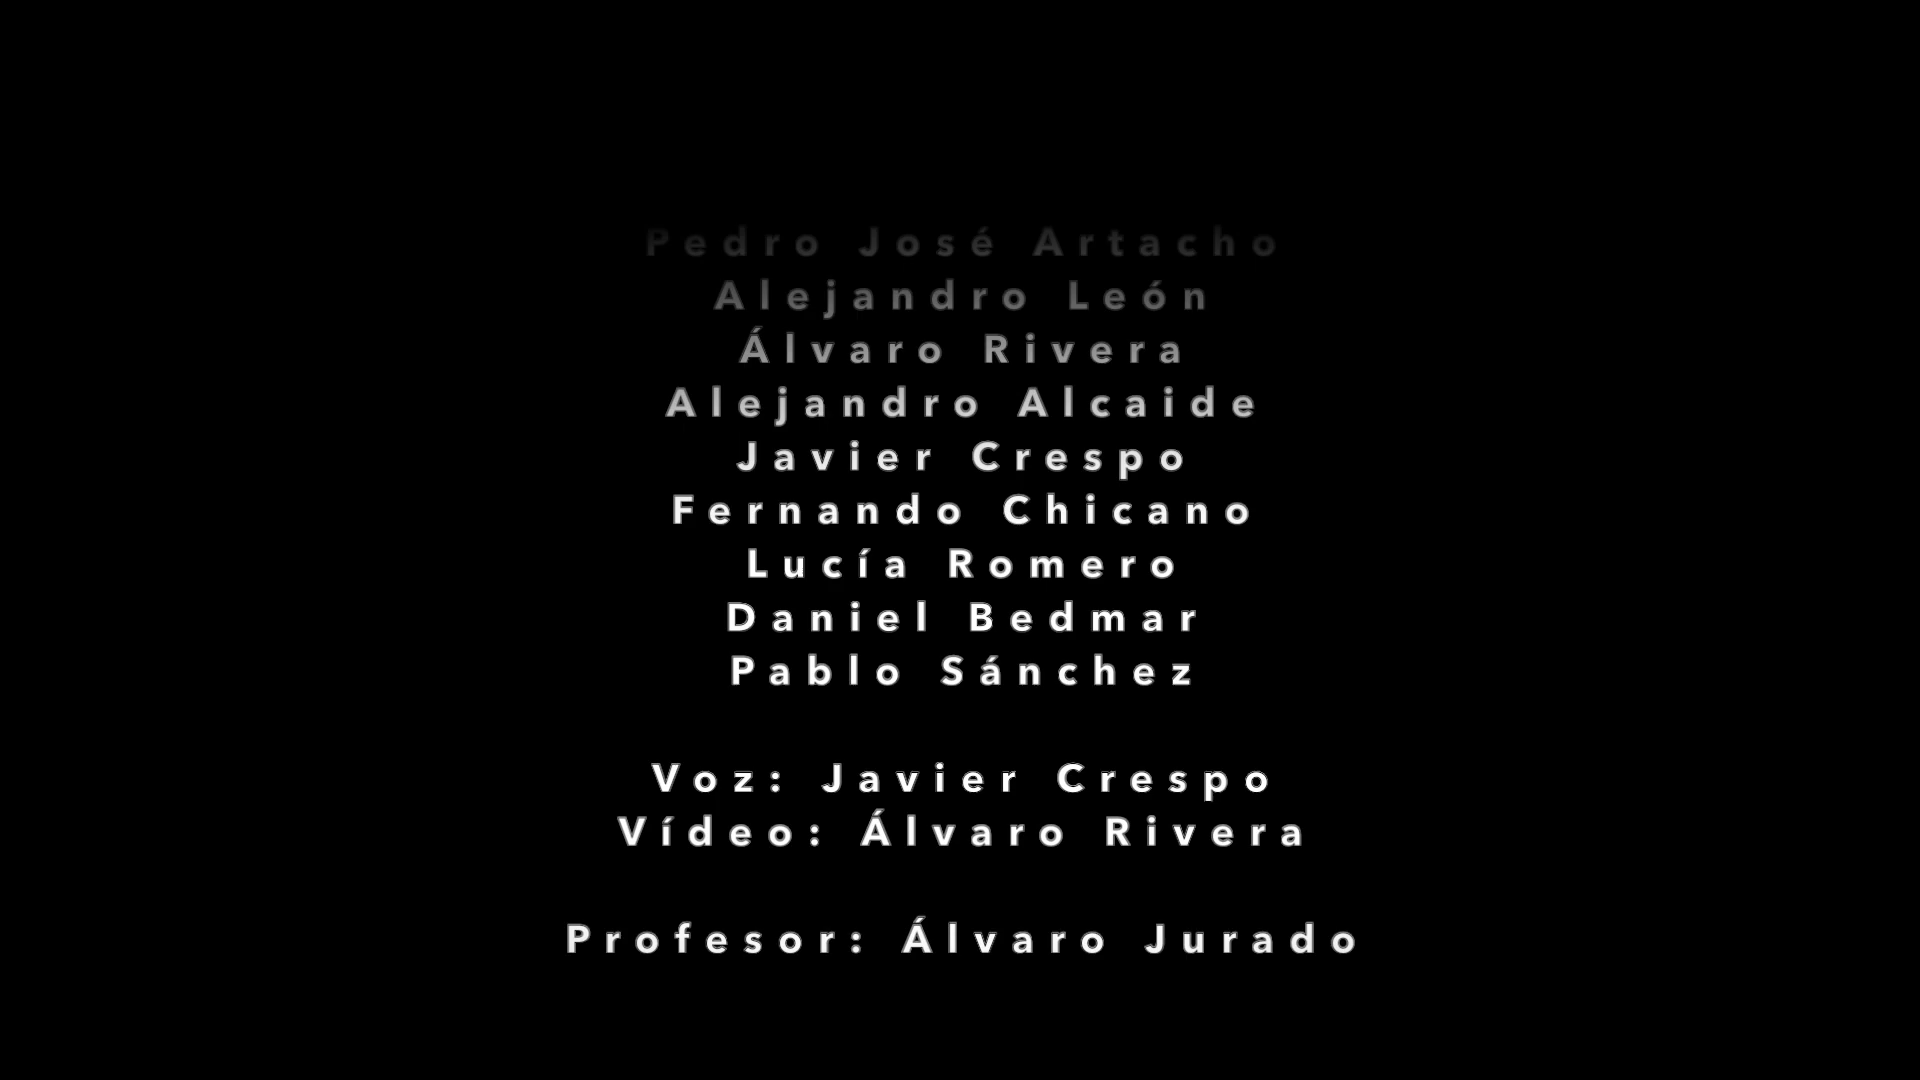 Pedro José Artacho
Alejandro León
Álvaro Rivera
Alejandro Alcaide
Javier Crespo
Fernando Chicano
Lucía Romero
Daniel Bedmar
Pablo Sánchez
Voz: Javier Crespo
Vídeo: Álvaro Rivera
Profesor: Álvaro Jurado